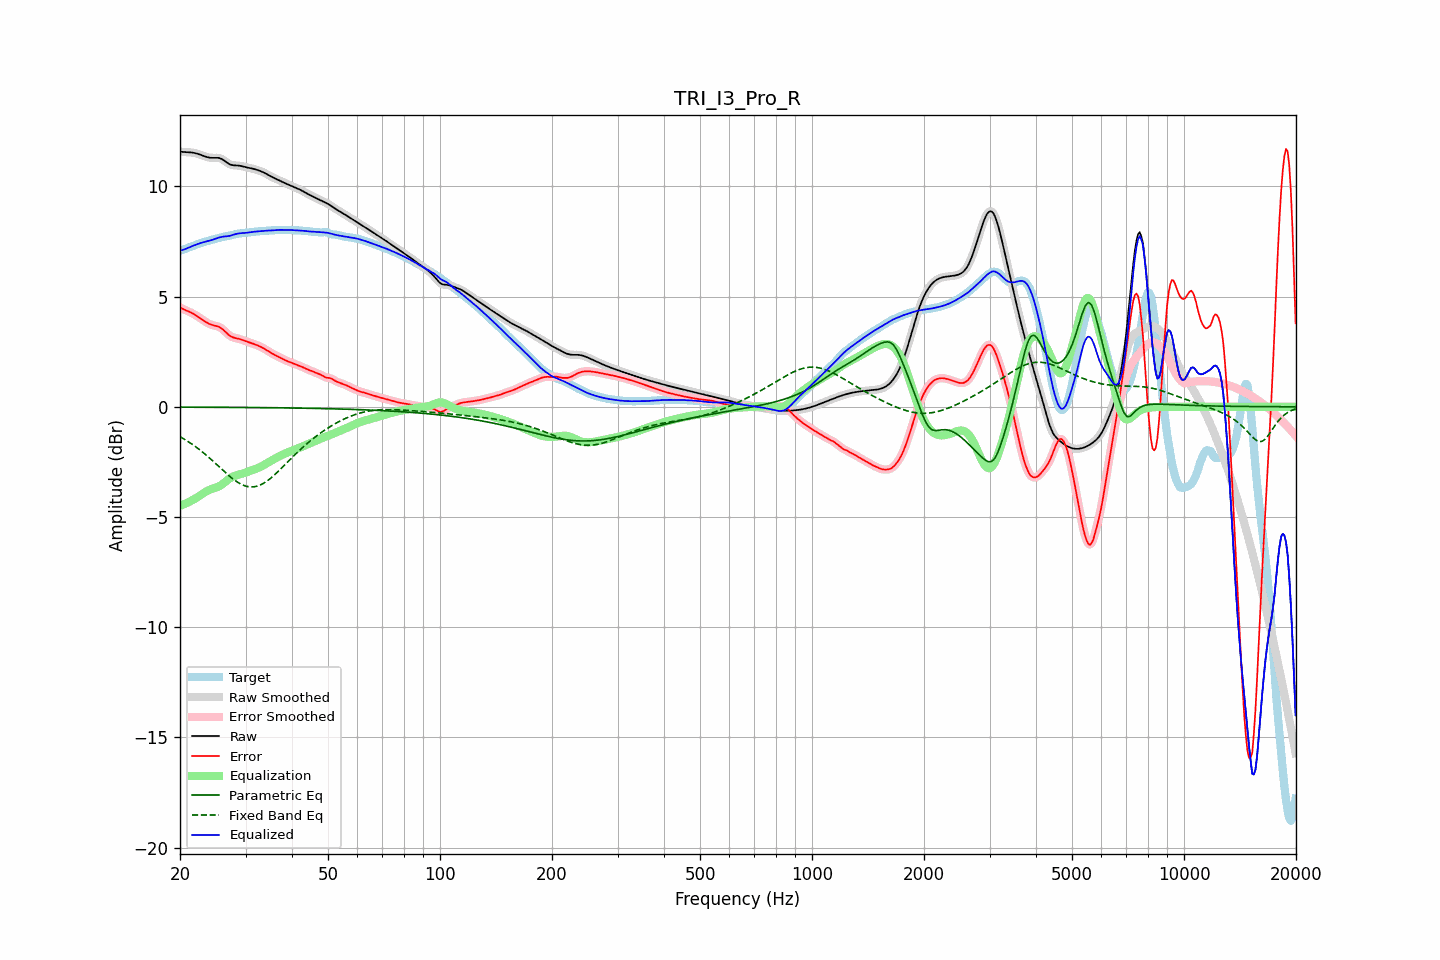 TRI_I3_Pro_R
Amplitude (dBr)
10
5
0
−5
−10
−15
−20
Target
Raw Smoothed
Error Smoothed
Raw
Error
Equalization
Parametric Eq
Fixed Band Eq
Equalized
20 50 100 200 500 1000 2000 5000 10000 20000
Frequency (Hz)